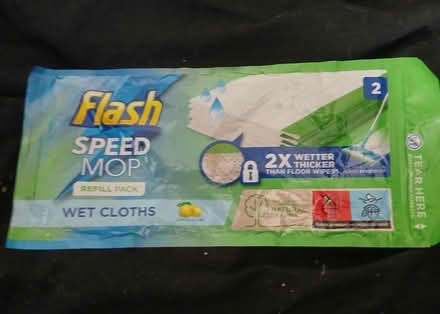 Flash
SPEED
MOP
REFILL PACK
WET CLOTHS
2X WETTER
THICKER
THAN FLOOR WIPES
2
TEAR HERE